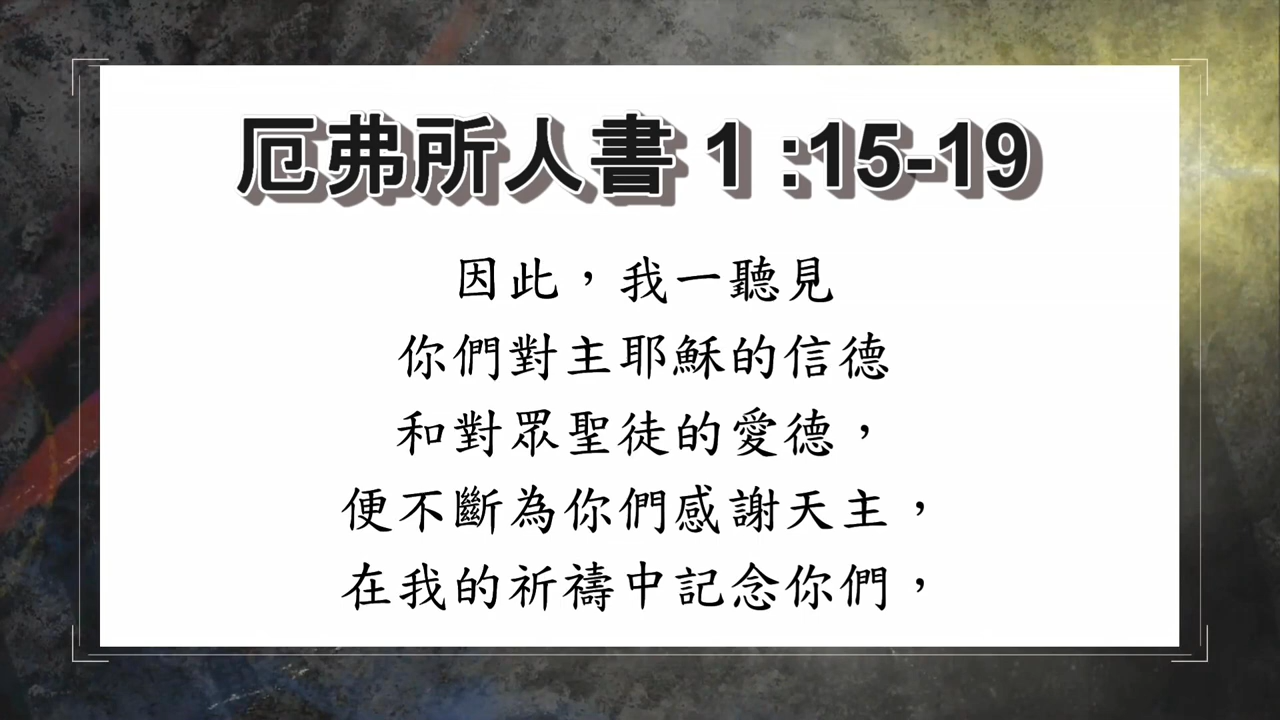 厄弗所人書 1 :15-19
因此，我一聽見
你們對主耶穌的信德
和對眾聖徒的愛德，
便不斷為你們感謝天主，
在我的祈禱中記念你們，